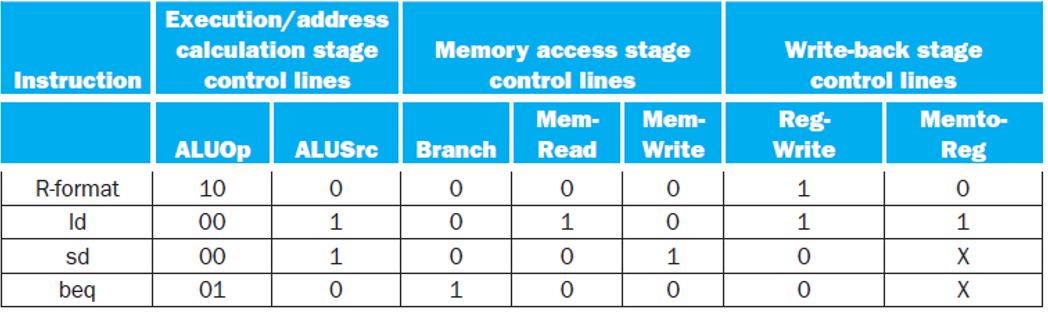 Instruction
Execution/address
calculation stage
control lines
Memory access stage
control lines
Write-back stage
control lines
ALUOp
ALUSrc
Branch
Mem-
Read
Mem-
Write
Reg-
Write
Memto-
Reg
R-format 10 0 0 0 0 1 0
ld 00 1 0 1 0 1 1
sd 00 1 0 0 1 0 X
beq 01 0 1 0 0 0 X